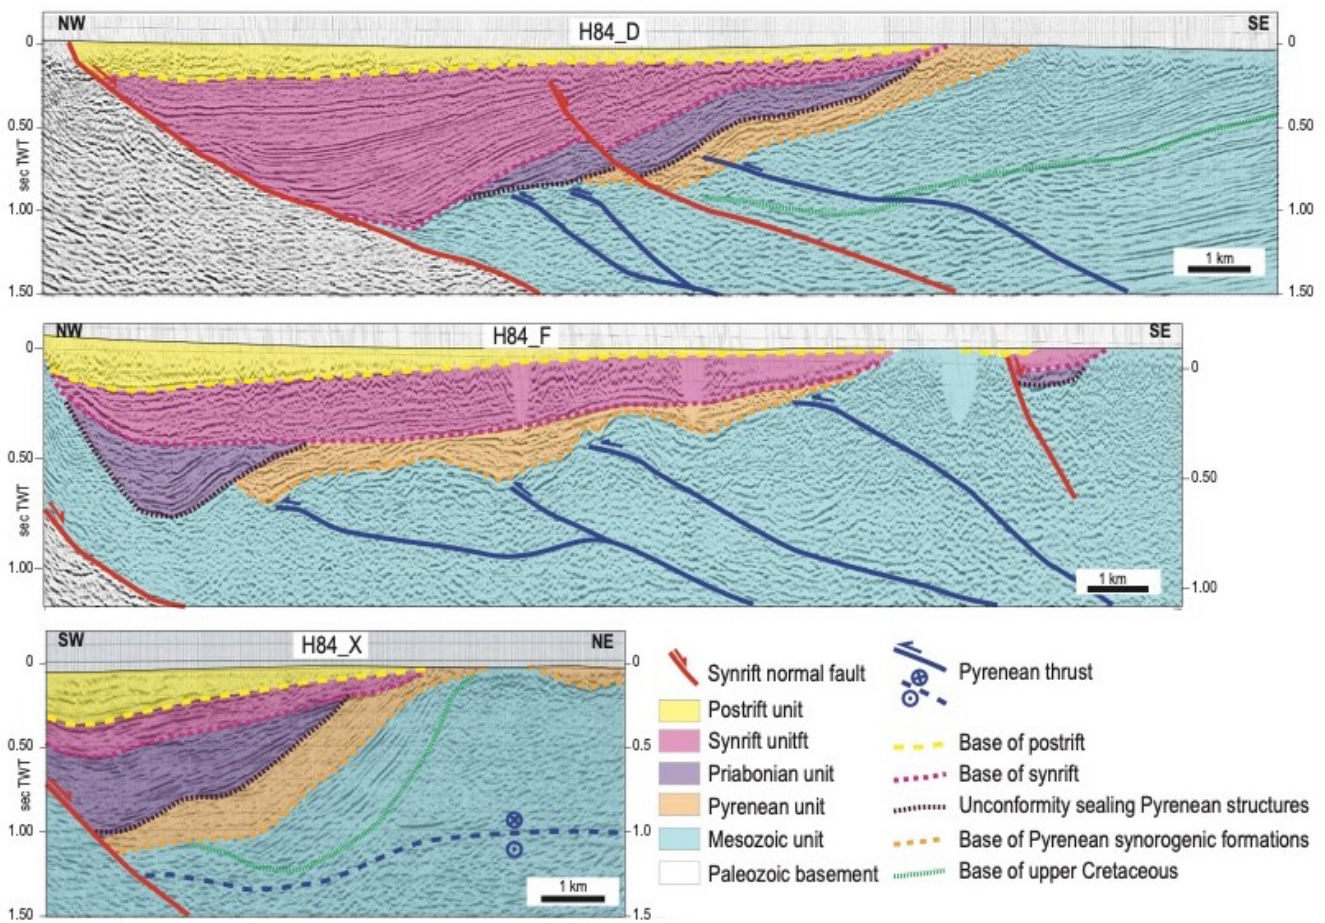 NW H84_D SE
0 0
0.50 0.50
sec TWT
1.00 1.00
1 km
1.50 1.50
NW H84_F SE
0 0
0.50 0.50
sec TWT
1.00 1.00
1 km
SW H84_X NE
0 0
0.50 0.5
sec TWT
1.00 1.0
1 km
1.50 1.5
Synrift normal fault
Postrift unit
Synrift unitft
Priabonian unit
Pyrenean unit
Mesozoic unit
Paleozoic basement
Pyrenean thrust
Base of postrift
Base of synrift
Unconformity sealing Pyrenean structures
Base of Pyrenean synorogenic formations
Base of upper Cretaceous